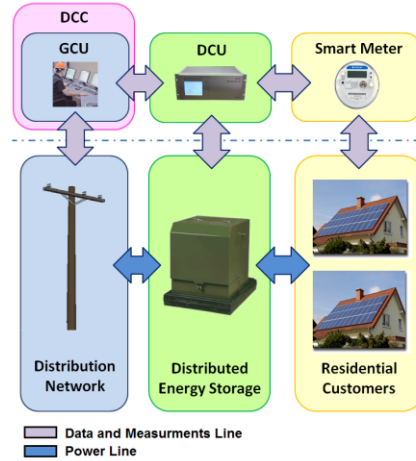 DCC
GCU
DCU
Smart Meter
Distribution
Network
Distributed
Energy Storage
Residential
Customers
Data and Measurments Line
Power Line